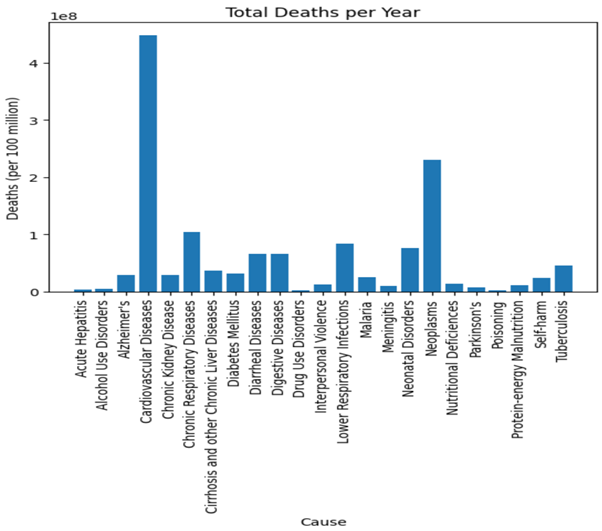 Total Deaths per Year
1e8
4
3
2
1
0
Deaths (per 100 million)
Acute Hepatitis
Alcohol Use Disorders
Alzheimer's
Cardiovascular Diseases
Chronic Kidney Disease
Chronic Respiratory Diseases
Cirrhosis and other Chronic Liver Diseases
Diabetes Mellitus
Diarrheal Diseases
Digestive Diseases
Drug Use Disorders
Interpersonal Violence
Lower Respiratory Infections
Malaria
Meningitis
Neonatal Disorders
Neoplasms
Nutritional Deficiences
Parkinson's
Poisoning
Protein-energy Malnutrition
Self-harm
Tuberculosis
Cause